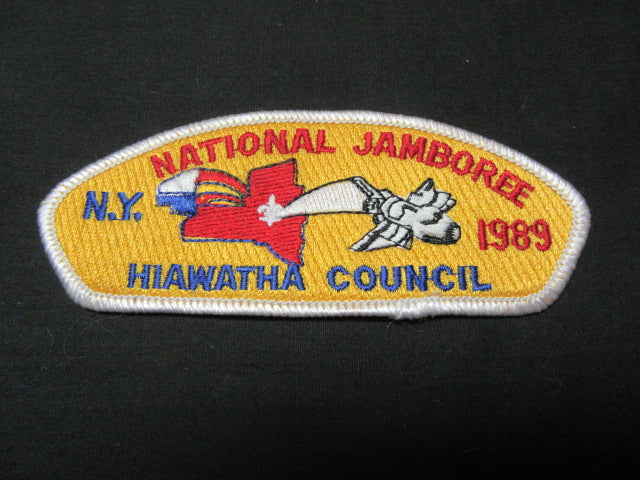 NATIONAL JAMBOREE
N.Y.
1989
HIAWATHA COUNCIL